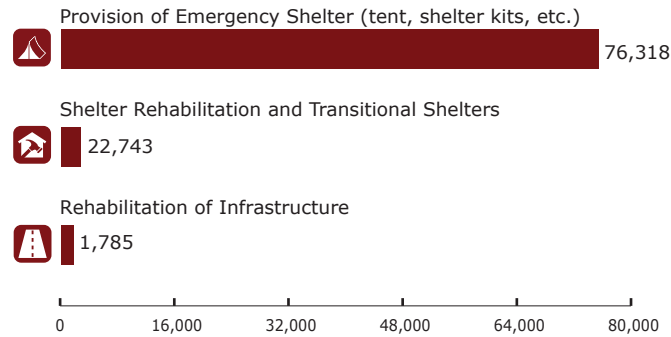 Provision of Emergency Shelter (tent, shelter kits, etc.)
76,318
Shelter Rehabilitation and Transitional Shelters
22,743
Rehabilitation of Infrastructure
1,785
0 16,000 32,000 48,000 64,000 80,000